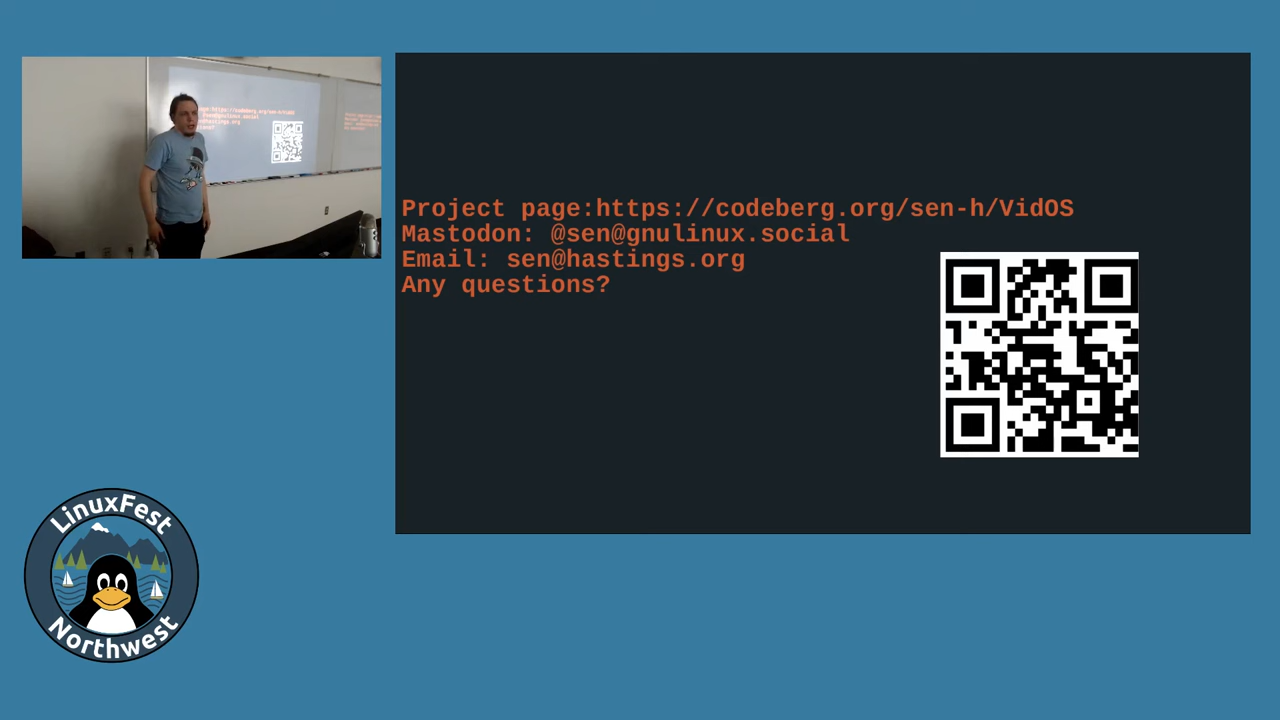 Project page:https://codeberg.org/sen-h/VidOS
Mastodon: @sen@gnulinux.social
Email: sen@hastings.org
Any questions?
LinuxFest
Northwest